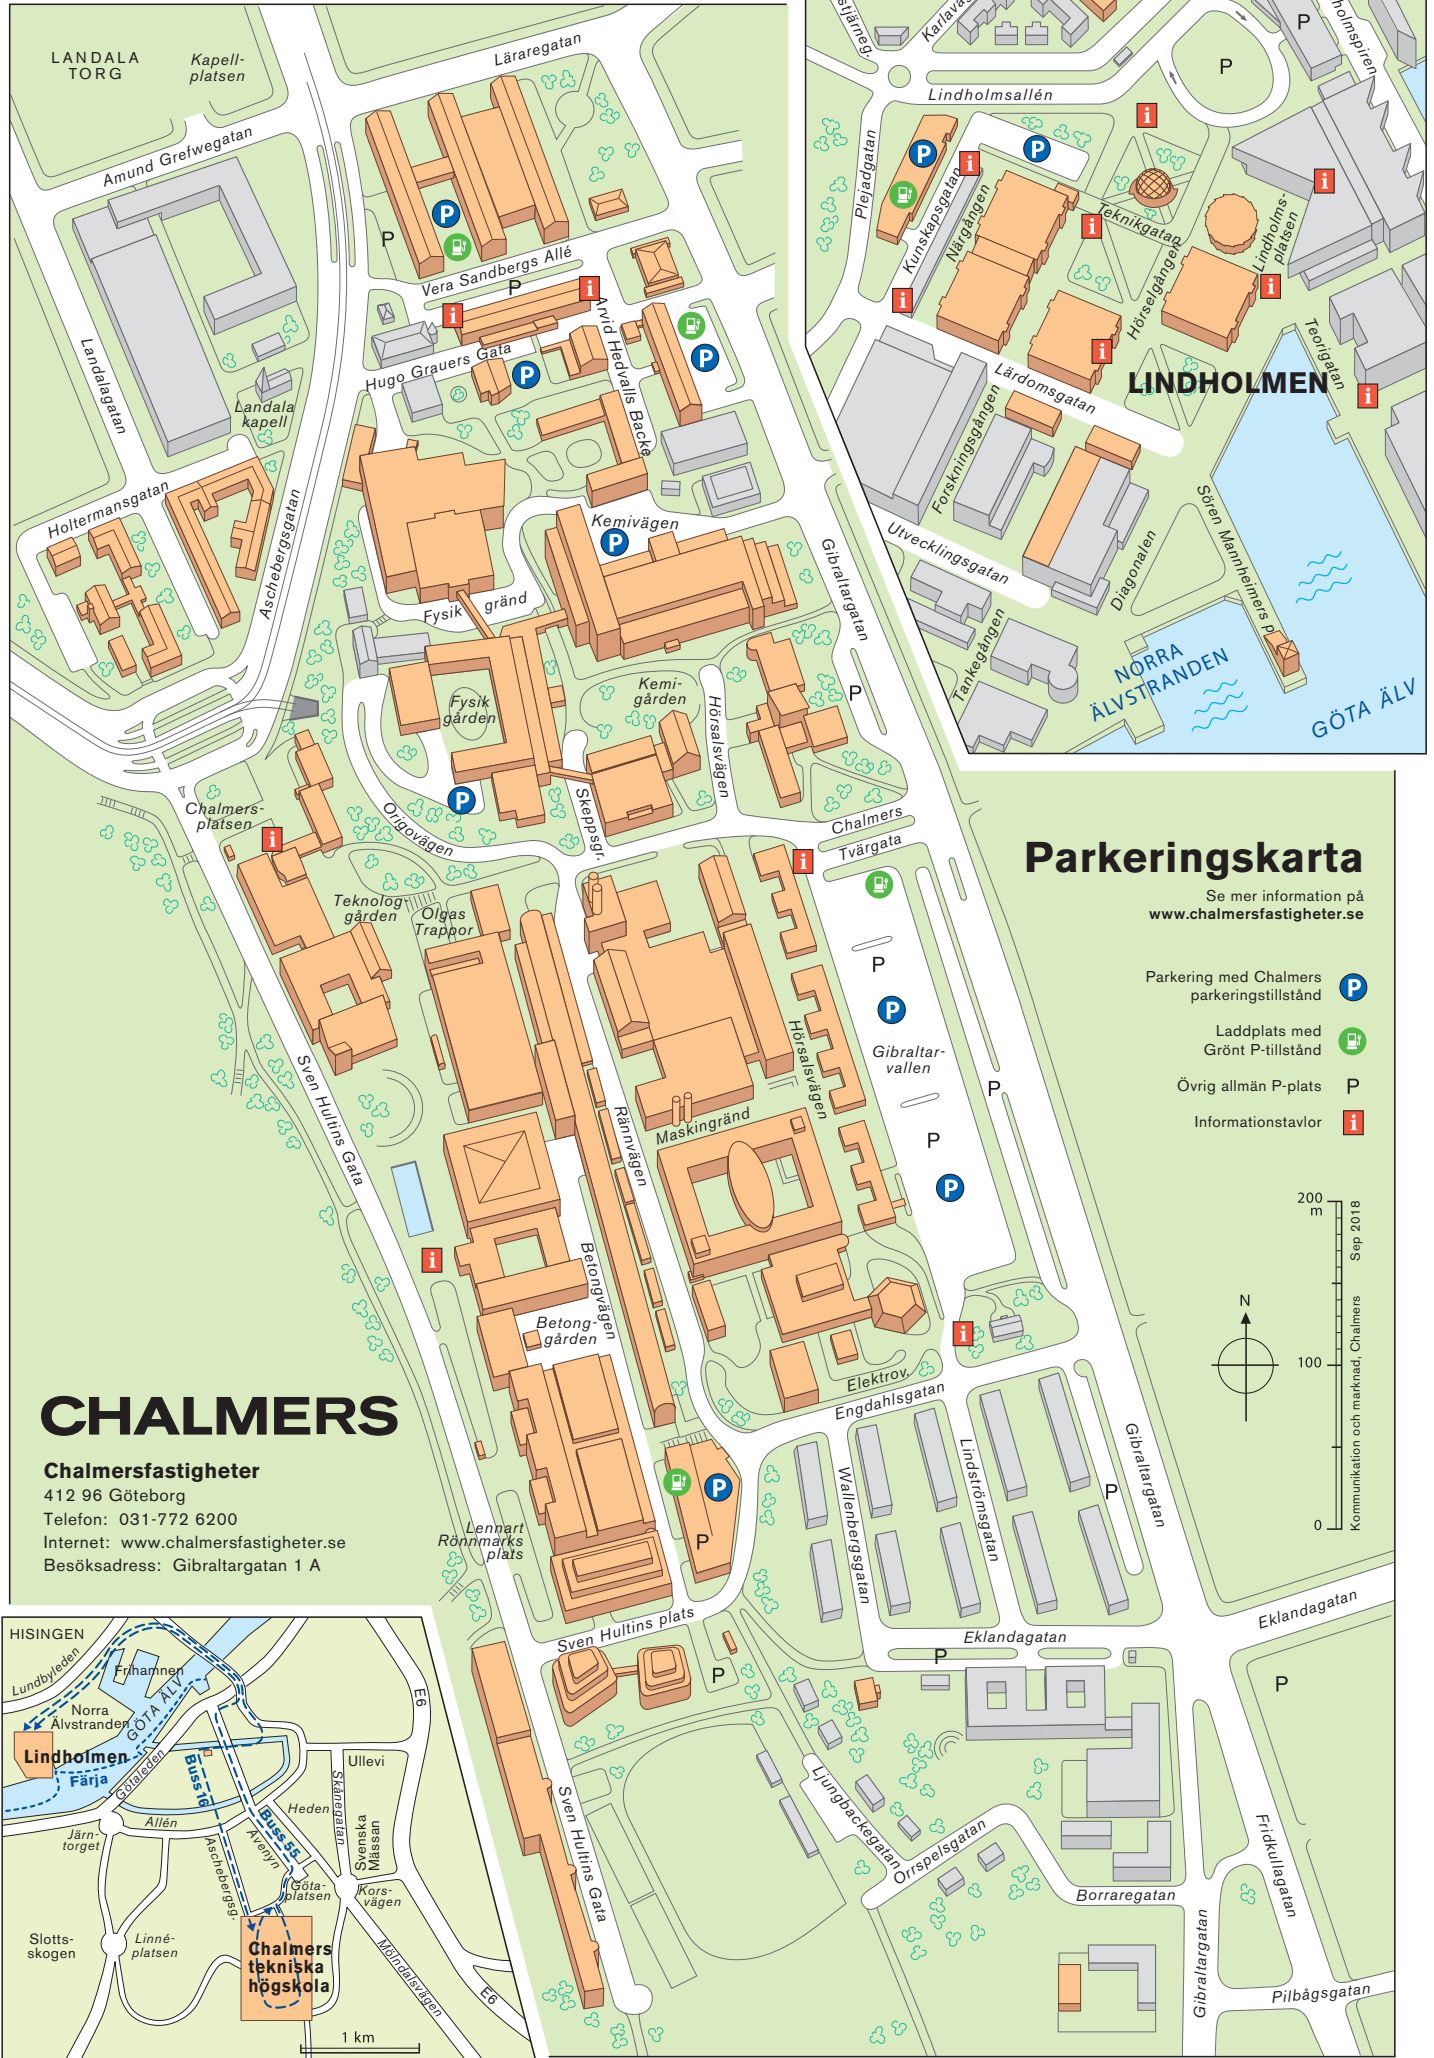 LANDALA
TORG
Kapell-
platsen
Läraregatan
Amund Grefwegatan
P
P
Vera Sandbergs Allé
P
i
i
Arvid Hedvalls Backe
Hugo Grauers Gata
P
P
Landalagatan
Landala
kapell
Holtermansgatan
Aschebergsgatan
Kemivägen
P
Fysikgränd
Gibraltargatan
Fysik
gården
Kemi-
gården
Hörsalsvägen
P
Chalmers-
platsen
i
P
Origovägen
Skeppsgr.
Chalmers
Tvärgata
i
Teknolog-
gården
Olgas
Trappor
P
P
Gibraltar-
vallen
Hörsalsvägen
P
P
P
Sven Hultins Gata
Rännvägen
Maskingränd
i
Betongvägen
Betong-
gården
i
Elektrov.
Engdahlsgatan
Gibraltargatan
Lindströmsgatan
Wallenbergsgatan
P
P
P
Lennart
Rönnmarks
plats
Sven Hultins plats
Eklandagatan
Eklandagatan
P
P
P
Ljungbackegatan
Orrspelsgatan
Sven Hultins Gata
Borraregatan
Fridkullagatan
Gibraltargatan
Pilbågsgatan
Karlavas
holmspiren
P
P
Lindholmsallén
i
Plejadgatan
P
P
i
Kunskapsgatan
Närgången
Teknikgatan
i
i
Lindholms-
platsen
Hörselgången
i
i
i
LINDHOLMEN
Teorigatan
i
Lärdomsgatan
Forskningsgången
Utvecklingsgatan
Sören Mannheimers p
Diagonalen
Tankegången
NORRA
ÄLVSTRANDEN
GÖTA ÄLV
Parkeringskarta
Se mer information på
www.chalmersfastigheter.se
Parkering med Chalmers
parkeringstillstånd
P
Laddplats med
Grönt P-tillstånd
Övrig allmän P-plats
P
Informationstavlor
i
200
m
100
0
N
Kommunikation och marknad, Chalmers Sep 2018
CHALMERS
Chalmersfastigheter
412 96 Göteborg
Telefon: 031-772 6200
Internet: www.chalmersfastigheter.se
Besöksadress: Gibraltargatan 1 A
HISINGEN
Lundbyleden
Frihamnen
Norra
Älvstranden
GÖTA ÄLV
Lindholmen
Färja
Götaleden
Buss 16
Ullevi
E6
Skånegatan
Heden
Allén
Järn-
torget
Buss 55
Avenyn
Svenska
Mässan
Aschebergsg.
Göta-
platsen
Kors-
vägen
Slotts-
skogen
Linné-
platsen
Chalmers
tekniska
högskola
Mölndalsvägen
E6
1 km